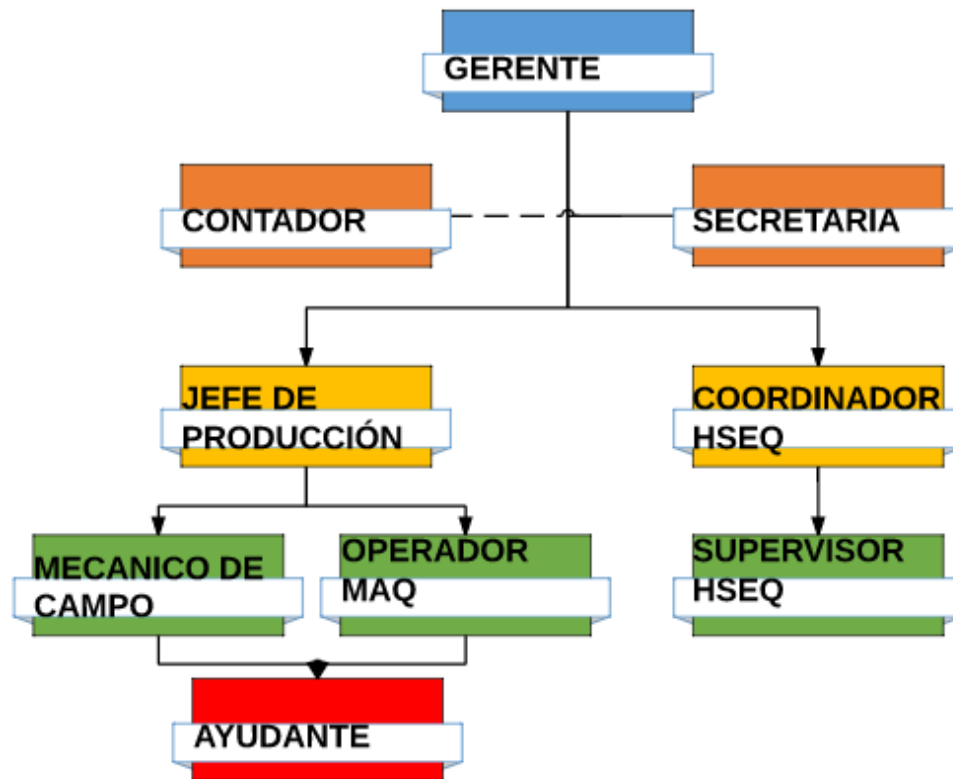 GERENTE
CONTADOR
SECRETARIA
JEFE DE
PRODUCCIÓN
COORDINADOR
HSEQ
MECANICO DE
CAMPO
OPERADOR
MAQ
SUPERVISOR
HSEQ
AYUDANTE